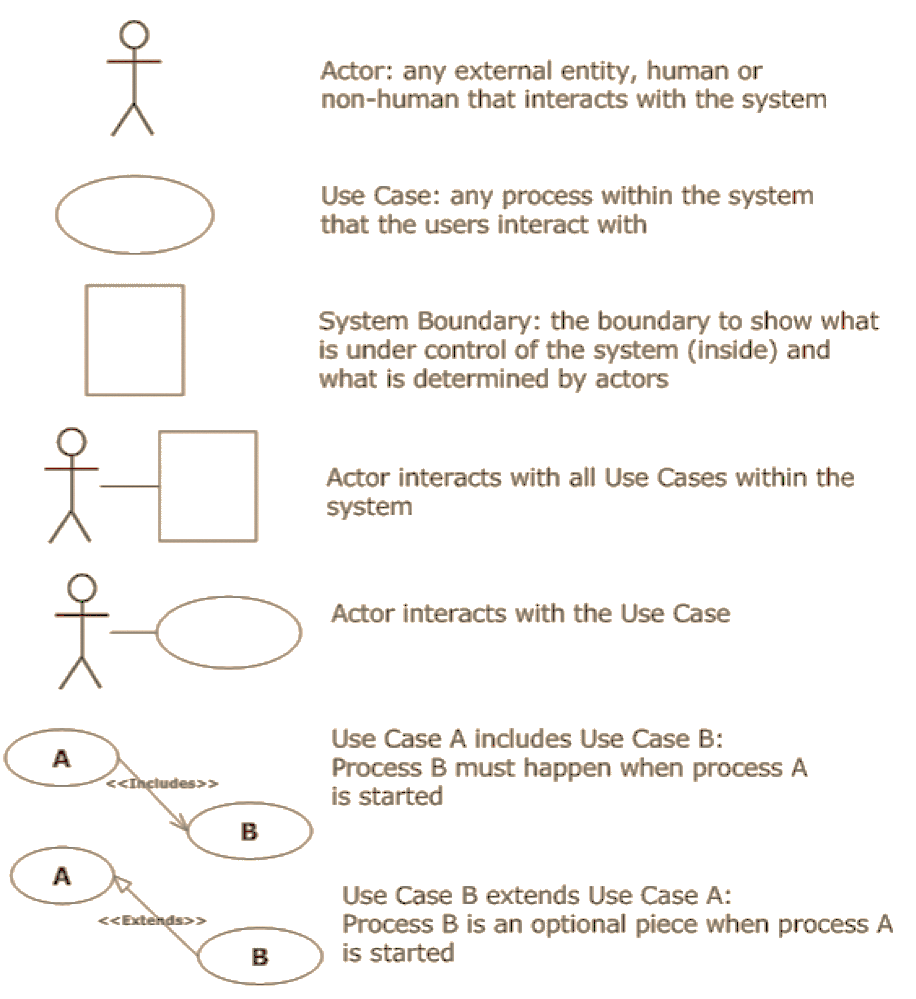 Actor: any external entity, human or
non-human that interacts with the system
Use Case: any process within the system
that the users interact with
System Boundary: the boundary to show what
is under control of the system (inside) and
what is determined by actors
Actor interacts with all Use Cases within the
system
Actor interacts with the Use Case
A
<<Includes>>
B
Use Case A includes Use Case B:
Process B must happen when process A
is started
A
<<Extends>>
B
Use Case B extends Use Case A:
Process B is an optional piece when process A
is started